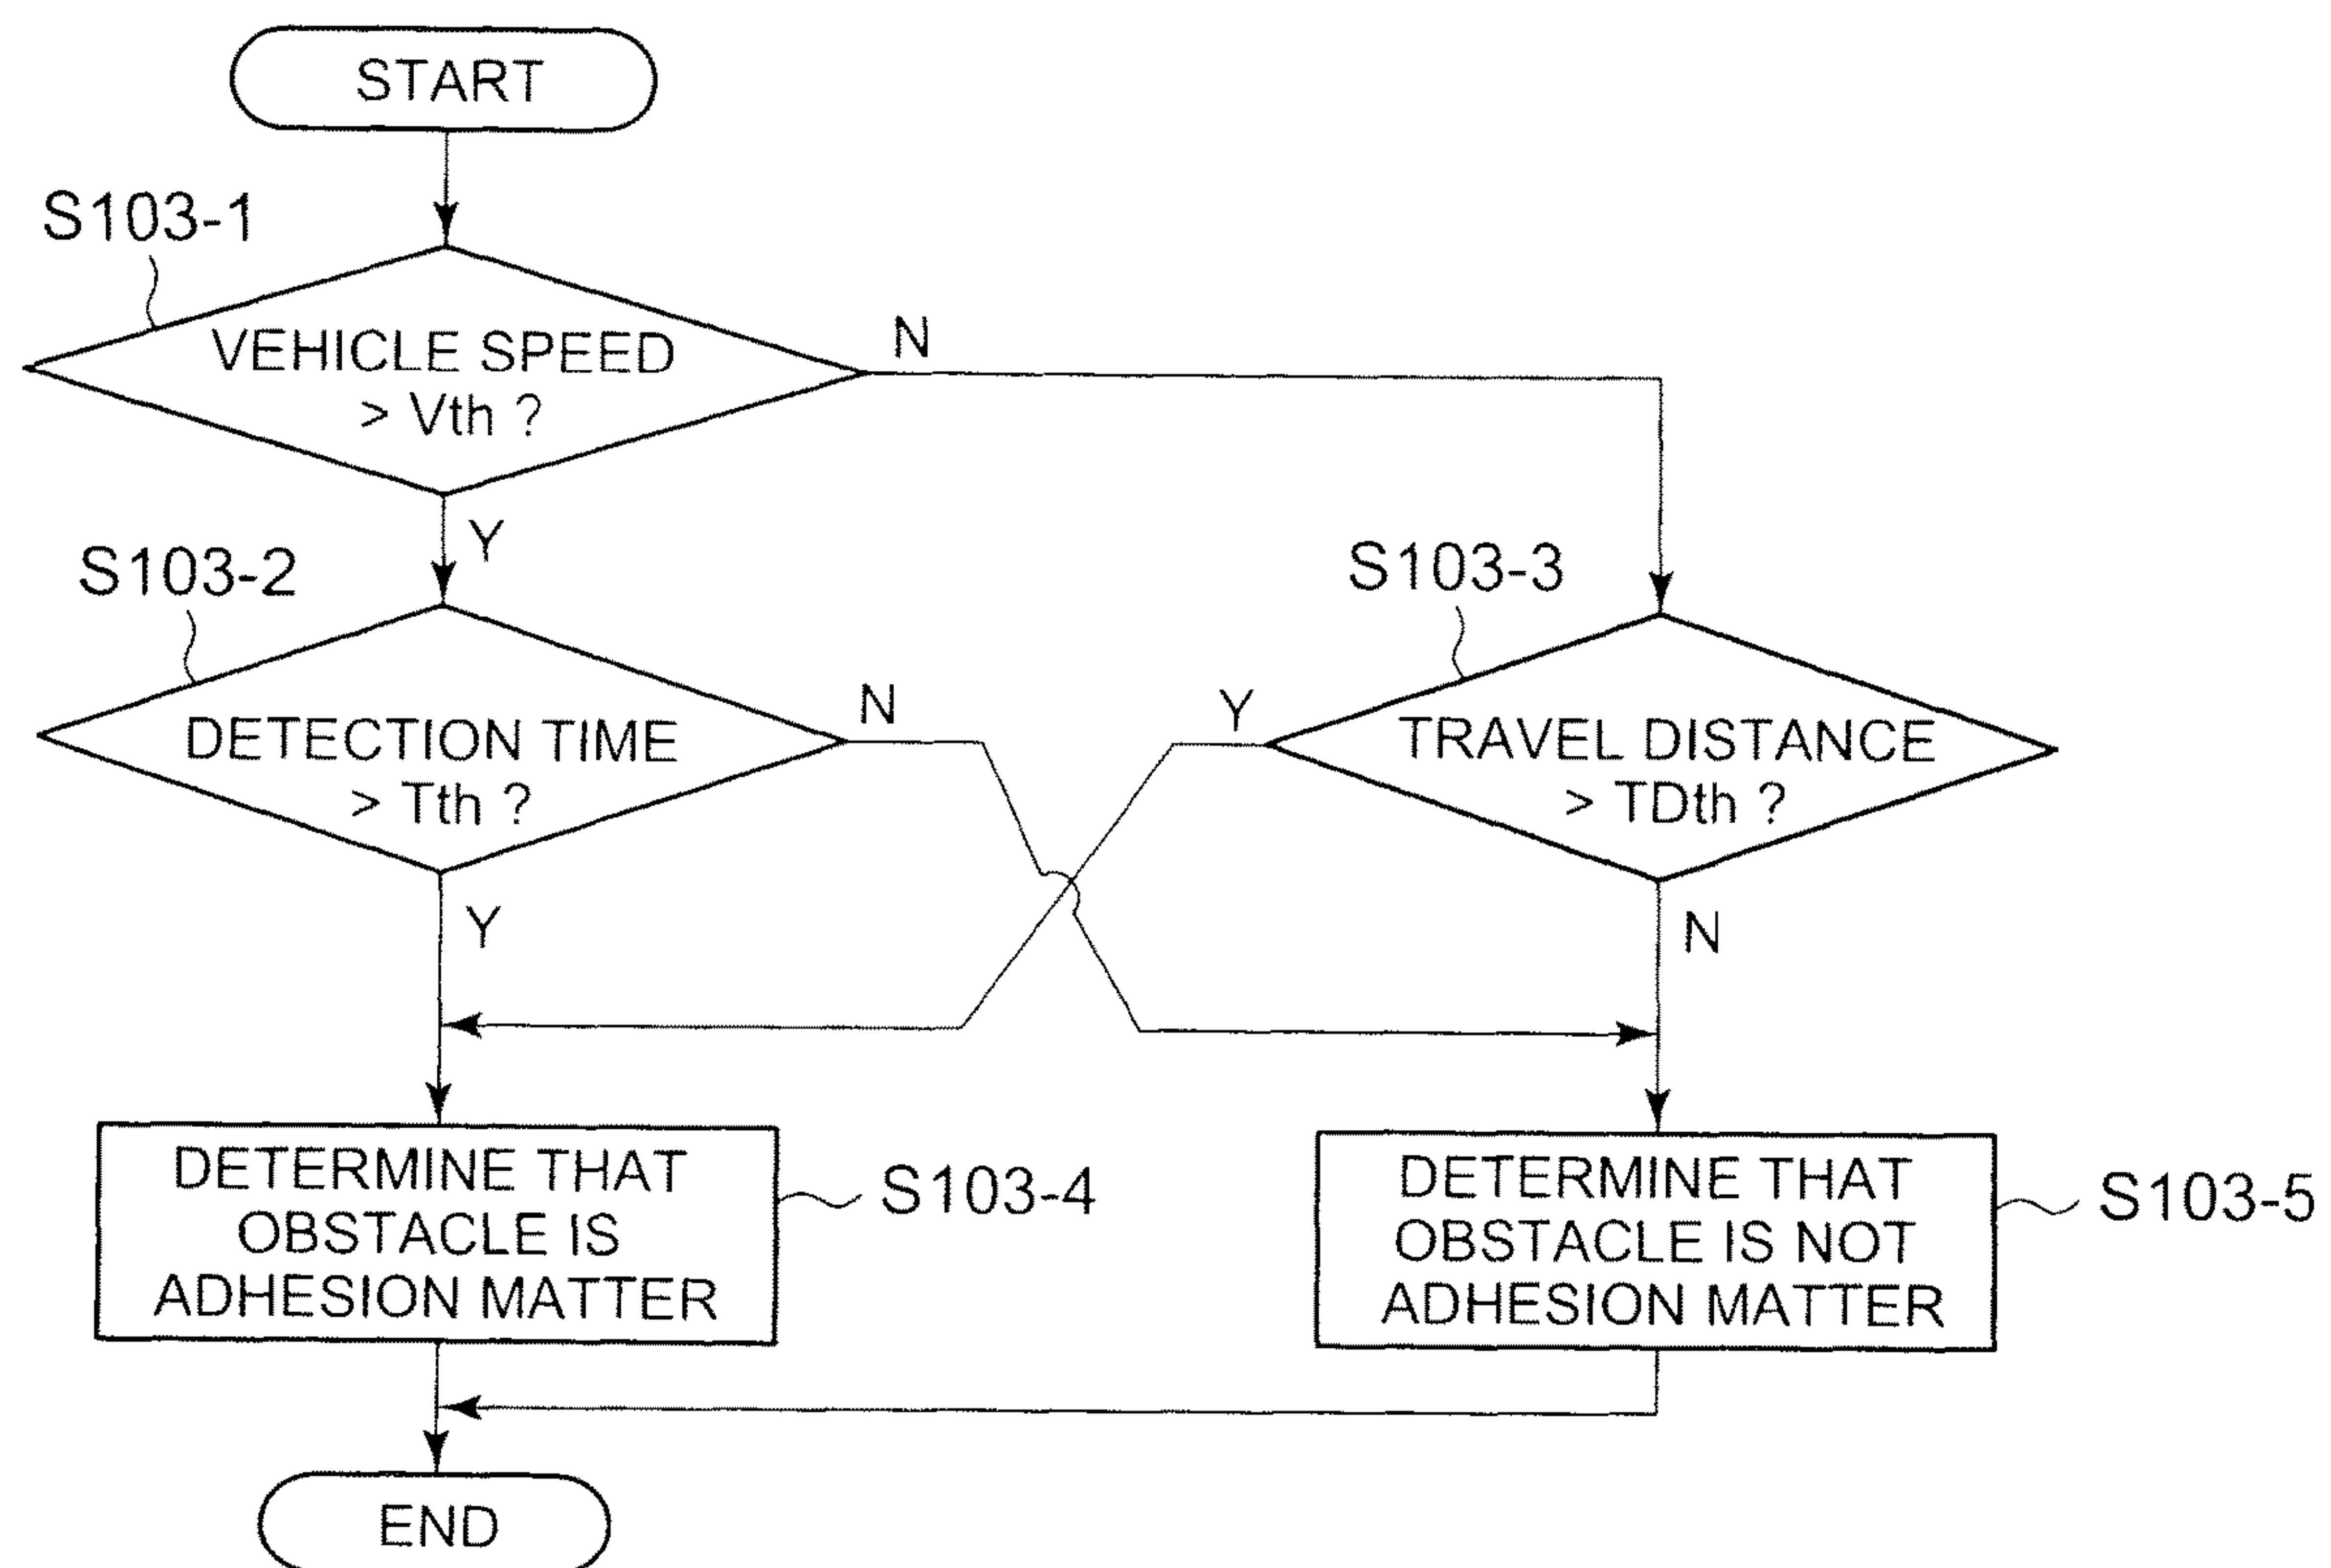 START
S103-1
VEHICLE SPEED
> Vth ?
N
Y
S103-2
DETECTION TIME
> Tth ?
N
Y
S103-3
TRAVEL DISTANCE
> TDth ?
Y
N
DETERMINE THAT
OBSTACLE IS
ADHESION MATTER
S103-4
DETERMINE THAT
OBSTACLE IS NOT
ADHESION MATTER
S103-5
END